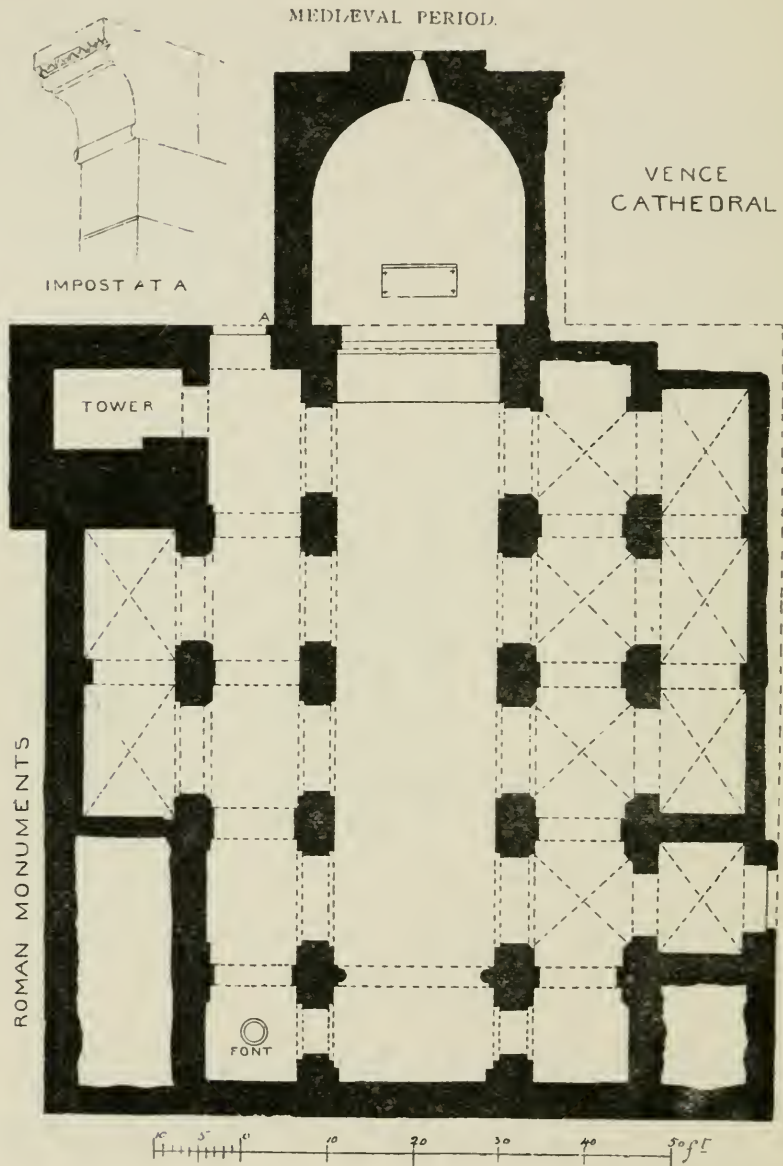 MEDIÆVAL PERIOD.
VENCE
CATHEDRAL
IMPOST AT A
A
TOWER
ROMAN MONUMENTS
FONT
10 5 0 10 20 30 40 50 fT